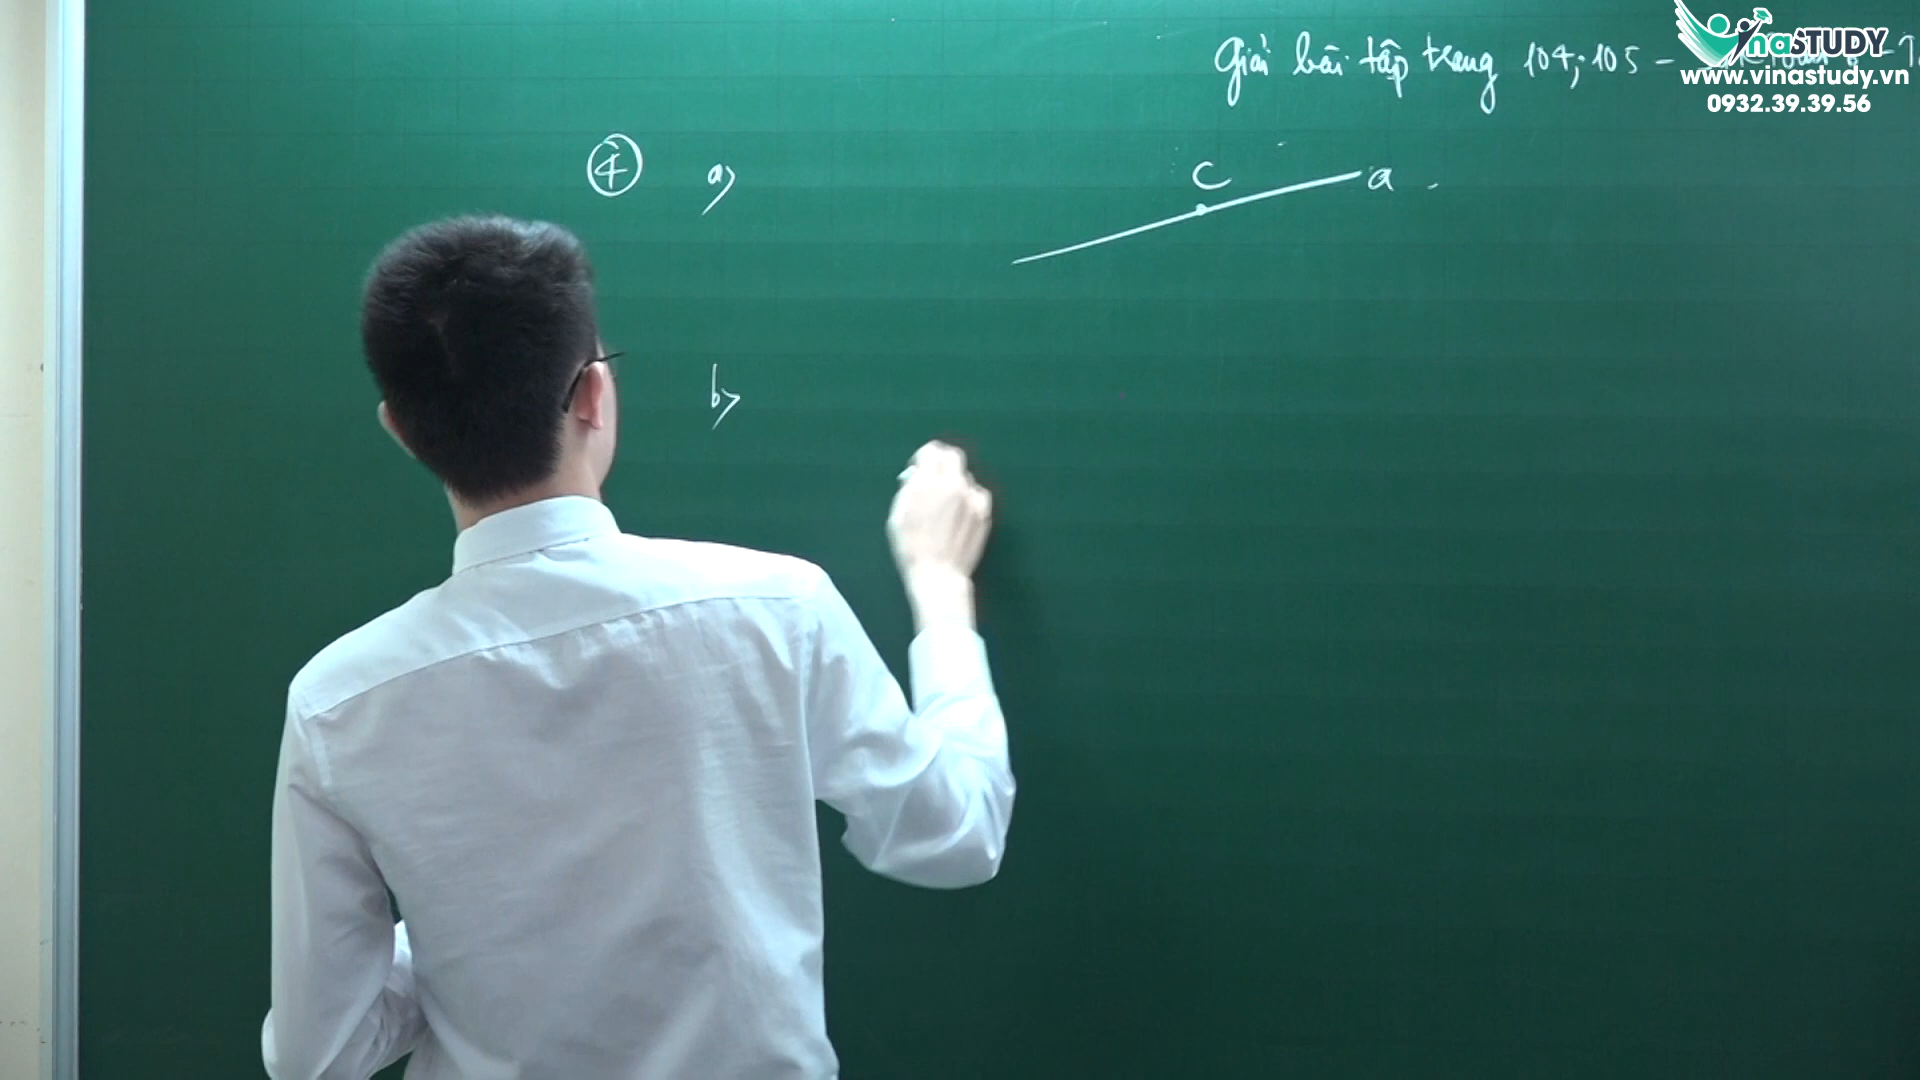 Giải bài tập trang 104; 105 -
VinaSTUDY
www.vinastudy.vn
0932.39.39.56
④ a)
C
a
b)